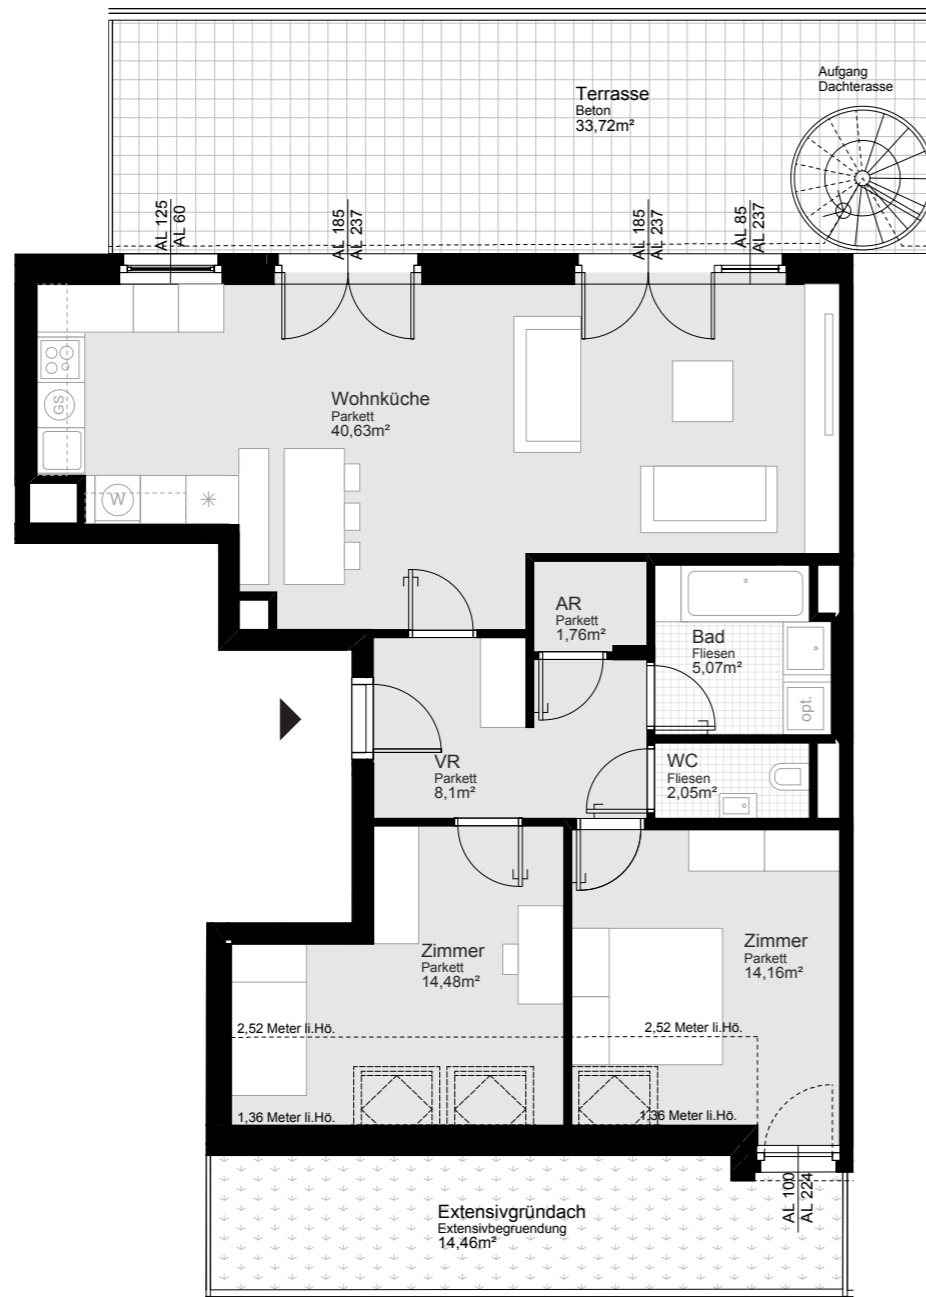 Aufgang
Dachterasse
Terrasse
Beton
33,72m²
AL 125
AL 60
AL 185
AL 237
AL 185
AL 237
AL 85
AL 237
Wohnküche
Parkett
40,63m²
GS
W
AR
Parkett
1,76m²
Bad
Fliesen
5,07m²
opt.
VR
Parkett
8,1m²
WC
Fliesen
2,05m²
Zimmer
Parkett
14,48m²
Zimmer
Parkett
14,16m²
2,52 Meter li.Hö.
2,52 Meter li.Hö.
1,36 Meter li.Hö.
1,36 Meter li.Hö.
AL 100
AL 224
Extensivgründach
Extensivbegruendung
14,46m²